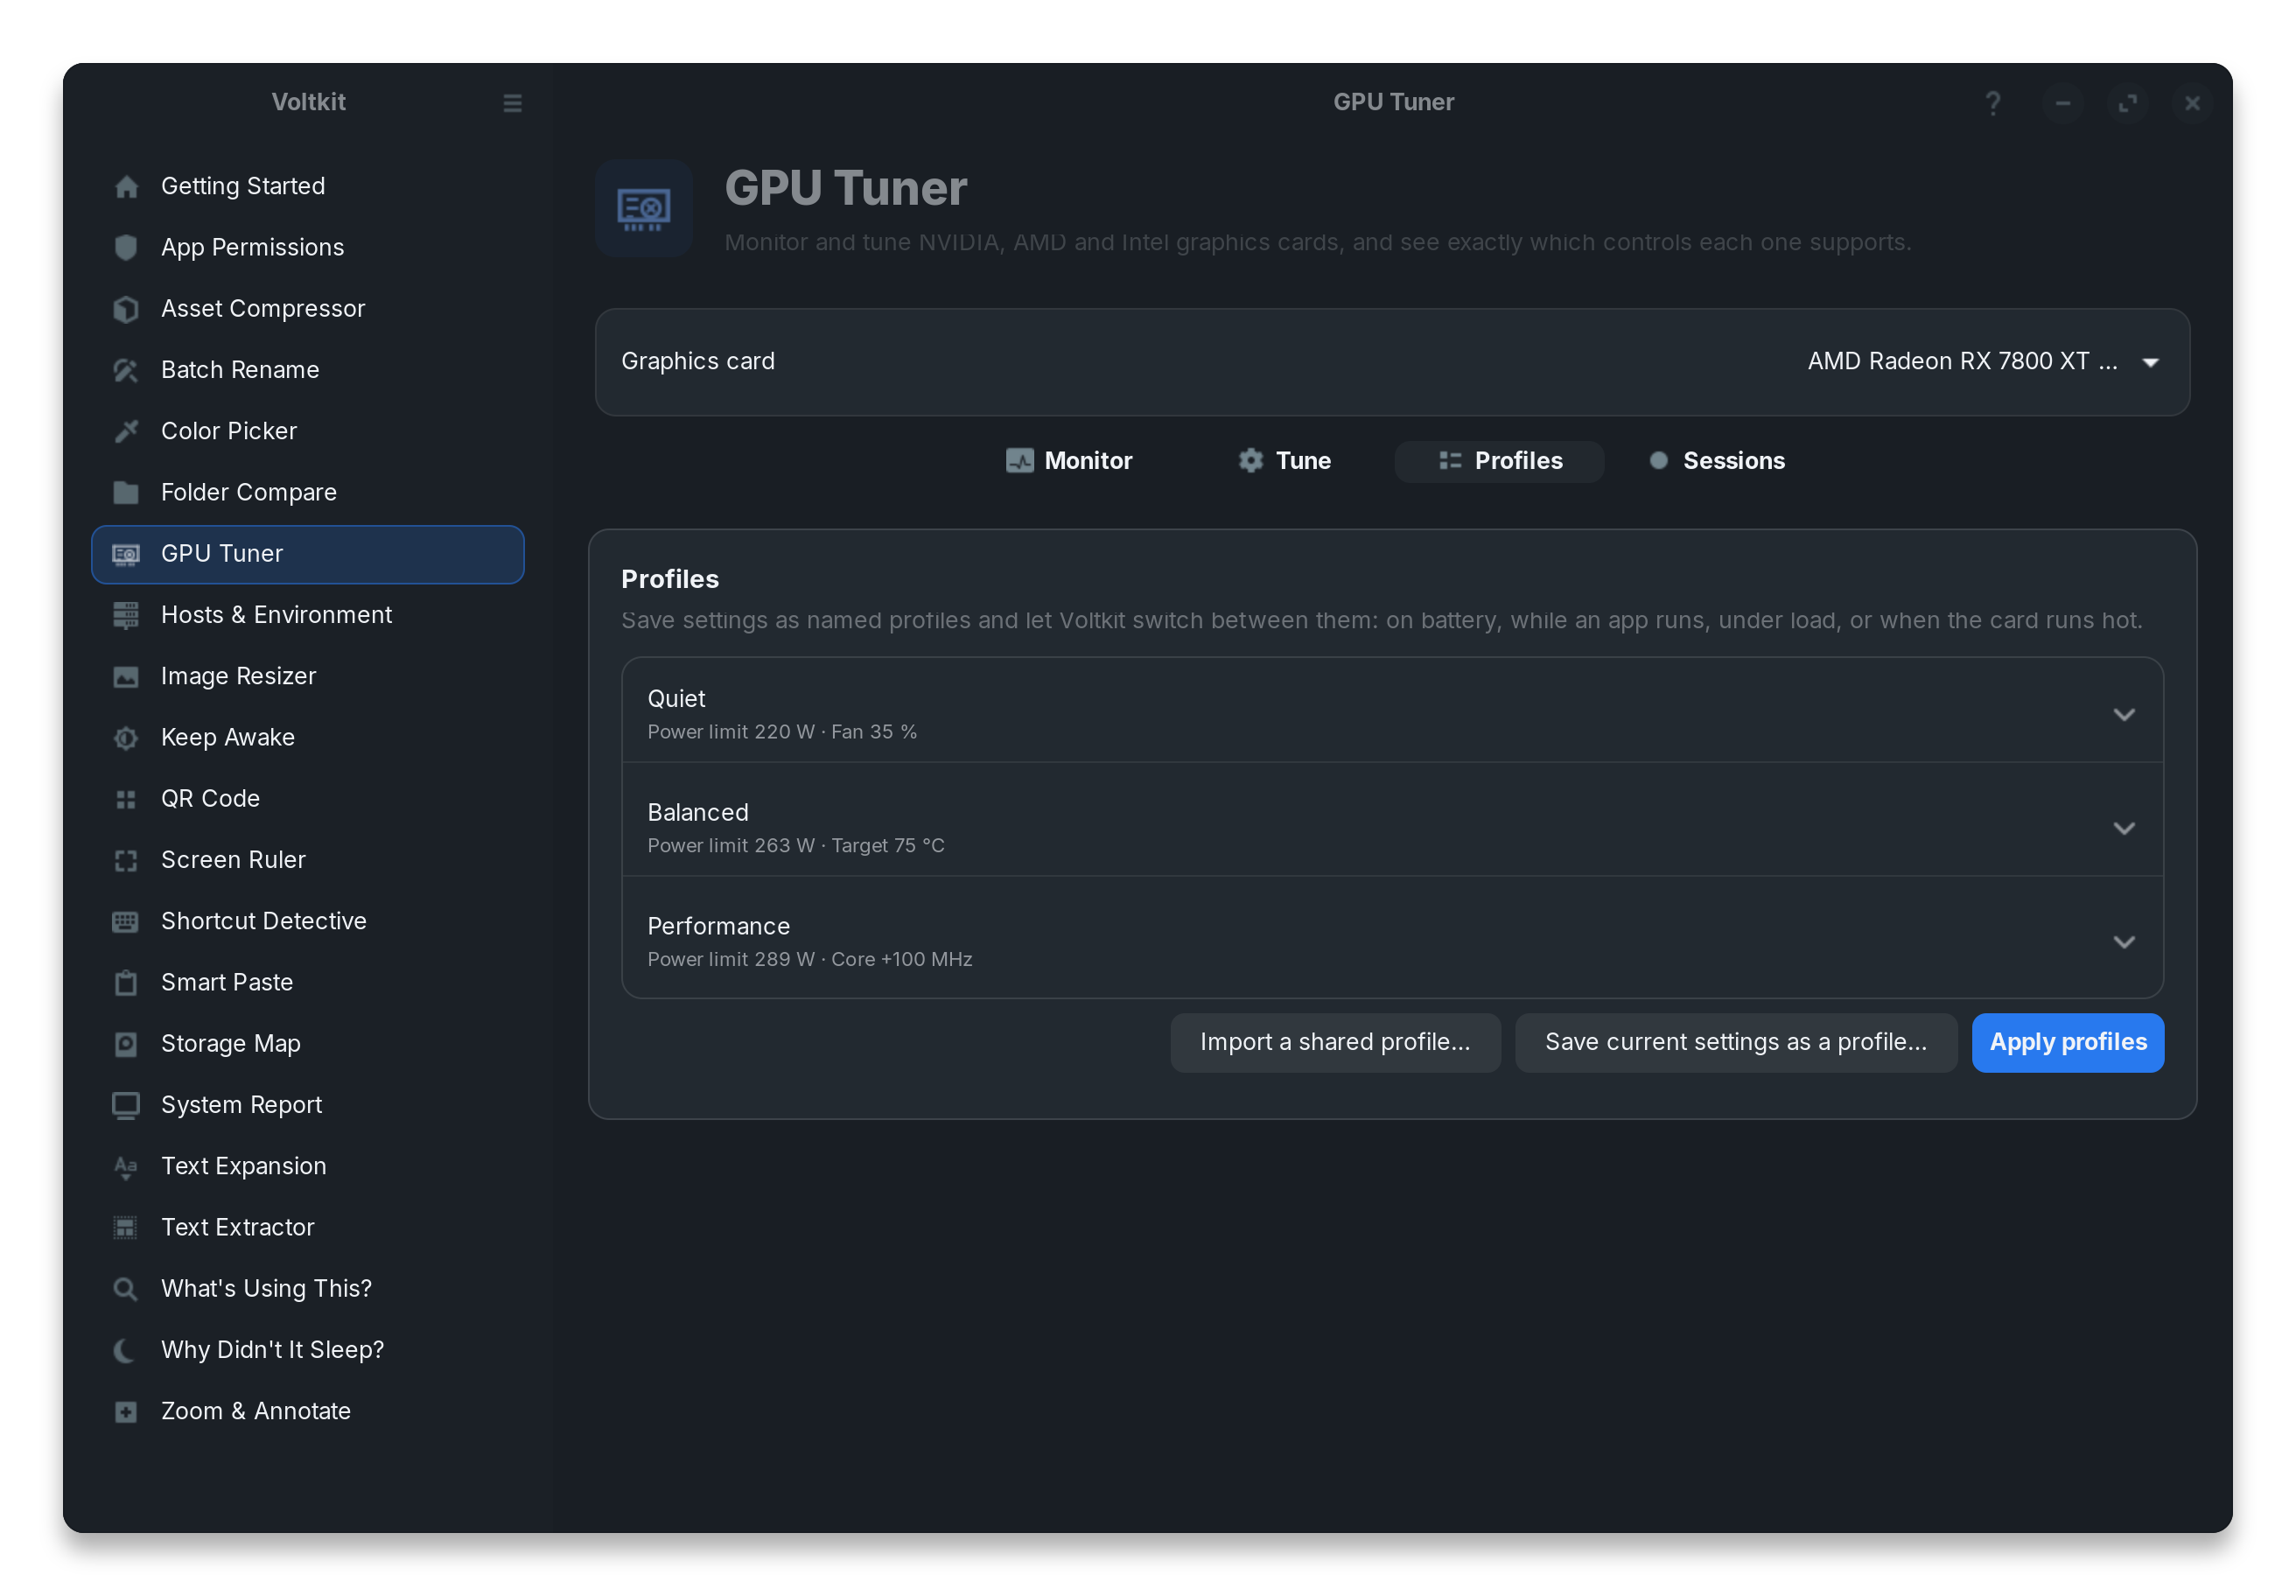 Voltkit
GPU Tuner
?
Getting Started
App Permissions
Asset Compressor
Batch Rename
Color Picker
Folder Compare
GPU Tuner
Hosts & Environment
Image Resizer
Keep Awake
QR Code
Screen Ruler
Shortcut Detective
Smart Paste
Storage Map
System Report
Text Expansion
Text Extractor
What's Using This?
Why Didn't It Sleep?
Zoom & Annotate
GPU Tuner
Monitor and tune NVIDIA, AMD and Intel graphics cards, and see exactly which controls each one supports.
Graphics card
AMD Radeon RX 7800 XT ...
Monitor
Tune
Profiles
Sessions
Profiles
Save settings as named profiles and let Voltkit switch between them: on battery, while an app runs, under load, or when the card runs hot.
Quiet
Power limit 220 W · Fan 35 %
Balanced
Power limit 263 W · Target 75 °C
Performance
Power limit 289 W · Core +100 MHz
Import a shared profile...
Save current settings as a profile...
Apply profiles